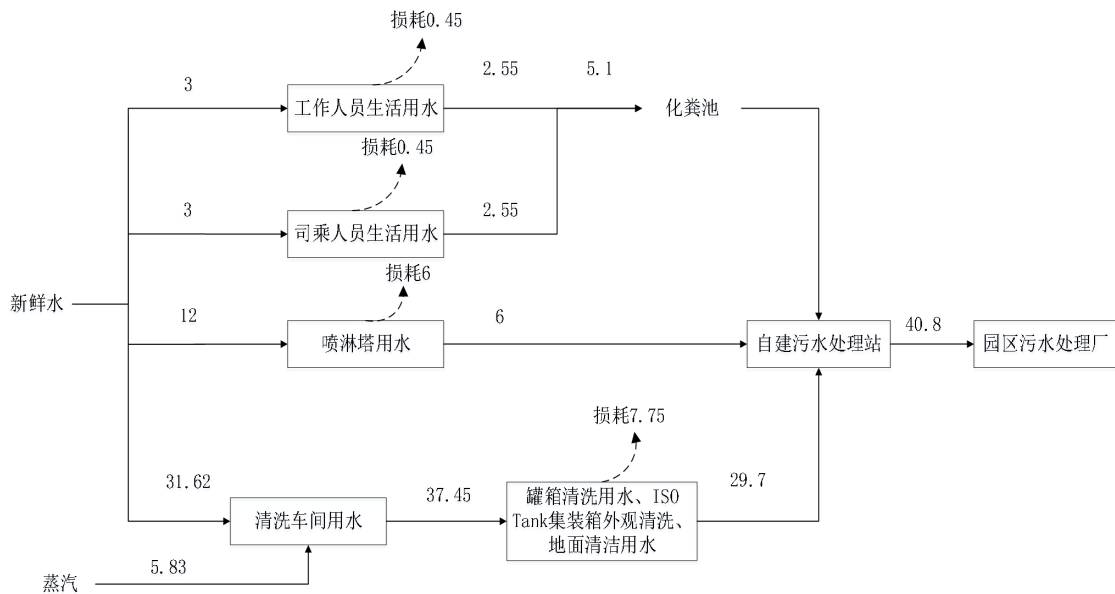 损耗0.45
3
2.55
5.1
工作人员生活用水
化粪池
损耗0.45
3
2.55
司乘人员生活用水
损耗6
新鲜水
12
6
40.8
喷淋塔用水
自建污水处理站
园区污水处理厂
损耗7.75
31.62
37.45
29.7
罐箱清洗用水、ISO
Tank集装箱外观清洗、
地面清洁用水
清洗车间用水
5.83
蒸汽